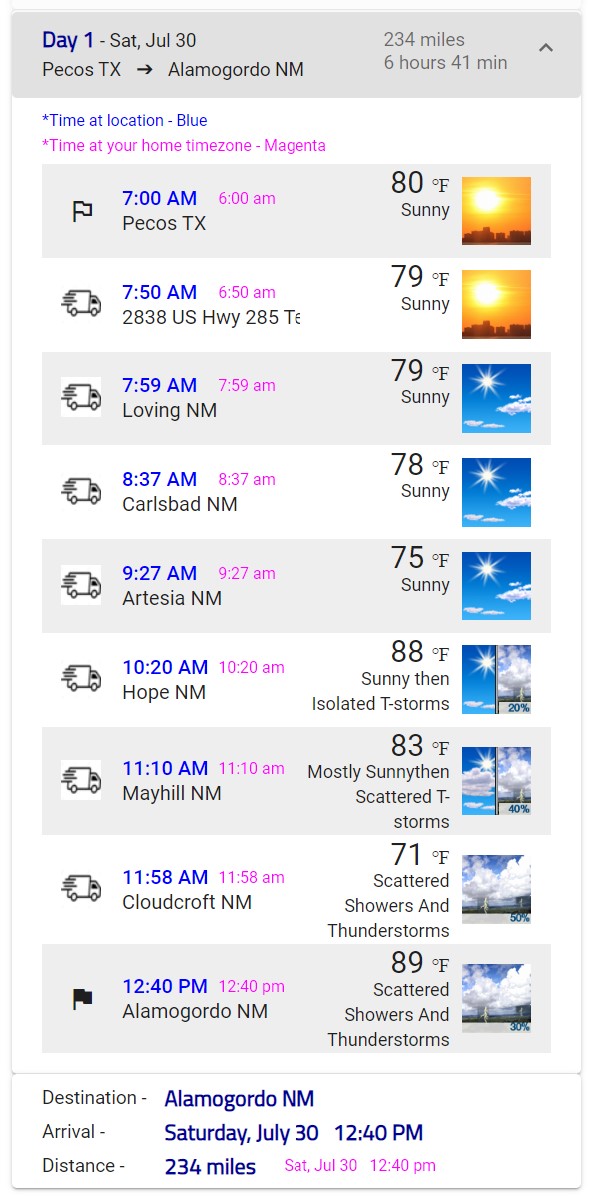 Day 1 - Sat, Jul 30
234 miles
Pecos TX → Alamogordo NM
6 hours 41 min
*Time at location - Blue
*Time at your home timezone - Magenta
7:00 AM 6:00 am
Pecos TX
80 °F
Sunny
7:50 AM 6:50 am
2838 US Hwy 285
79 °F
Sunny
7:59 AM 7:59 am
Loving NM
79 °F
Sunny
8:37 AM 8:37 am
Carlsbad NM
78 °F
Sunny
9:27 AM 9:27 am
Artesia NM
75 °F
Sunny
10:20 AM 10:20 am
Hope NM
88 °F
Sunny then
Isolated T-storms
20%
11:10 AM 11:10 am
Mayhill NM
83 °F
Mostly Sunnythen
Scattered T-
storms
40%
11:58 AM 11:58 am
Cloudcroft NM
71 °F
Scattered
Showers And
Thunderstorms
50%
12:40 PM 12:40 pm
Alamogordo NM
89 °F
Scattered
Showers And
Thunderstorms
30%
Destination - Alamogordo NM
Arrival - Saturday, July 30 12:40 PM
Distance - 234 miles Sat, Jul 30 12:40 pm